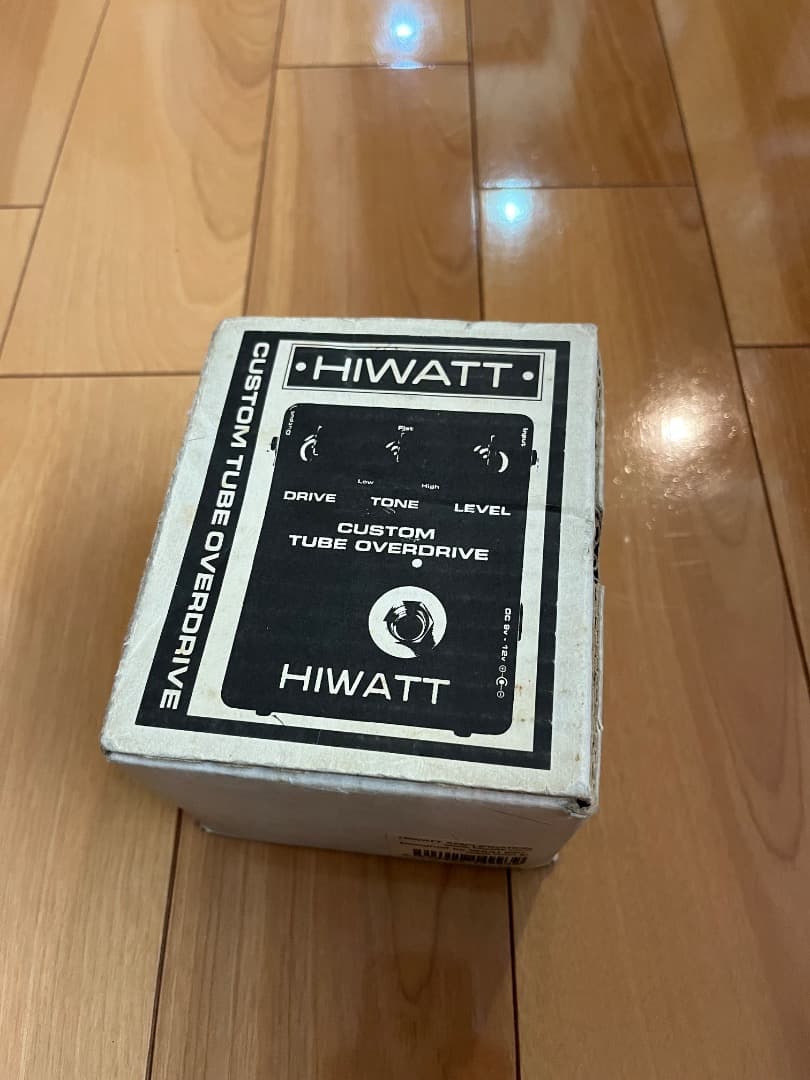 • HIWATT •
CUSTOM TUBE OVERDRIVE
Output
Flat
Input
Low
High
DRIVE
TONE
LEVEL
CUSTOM
TUBE OVERDRIVE
DC 9v - 12v
HIWATT
HIWATT